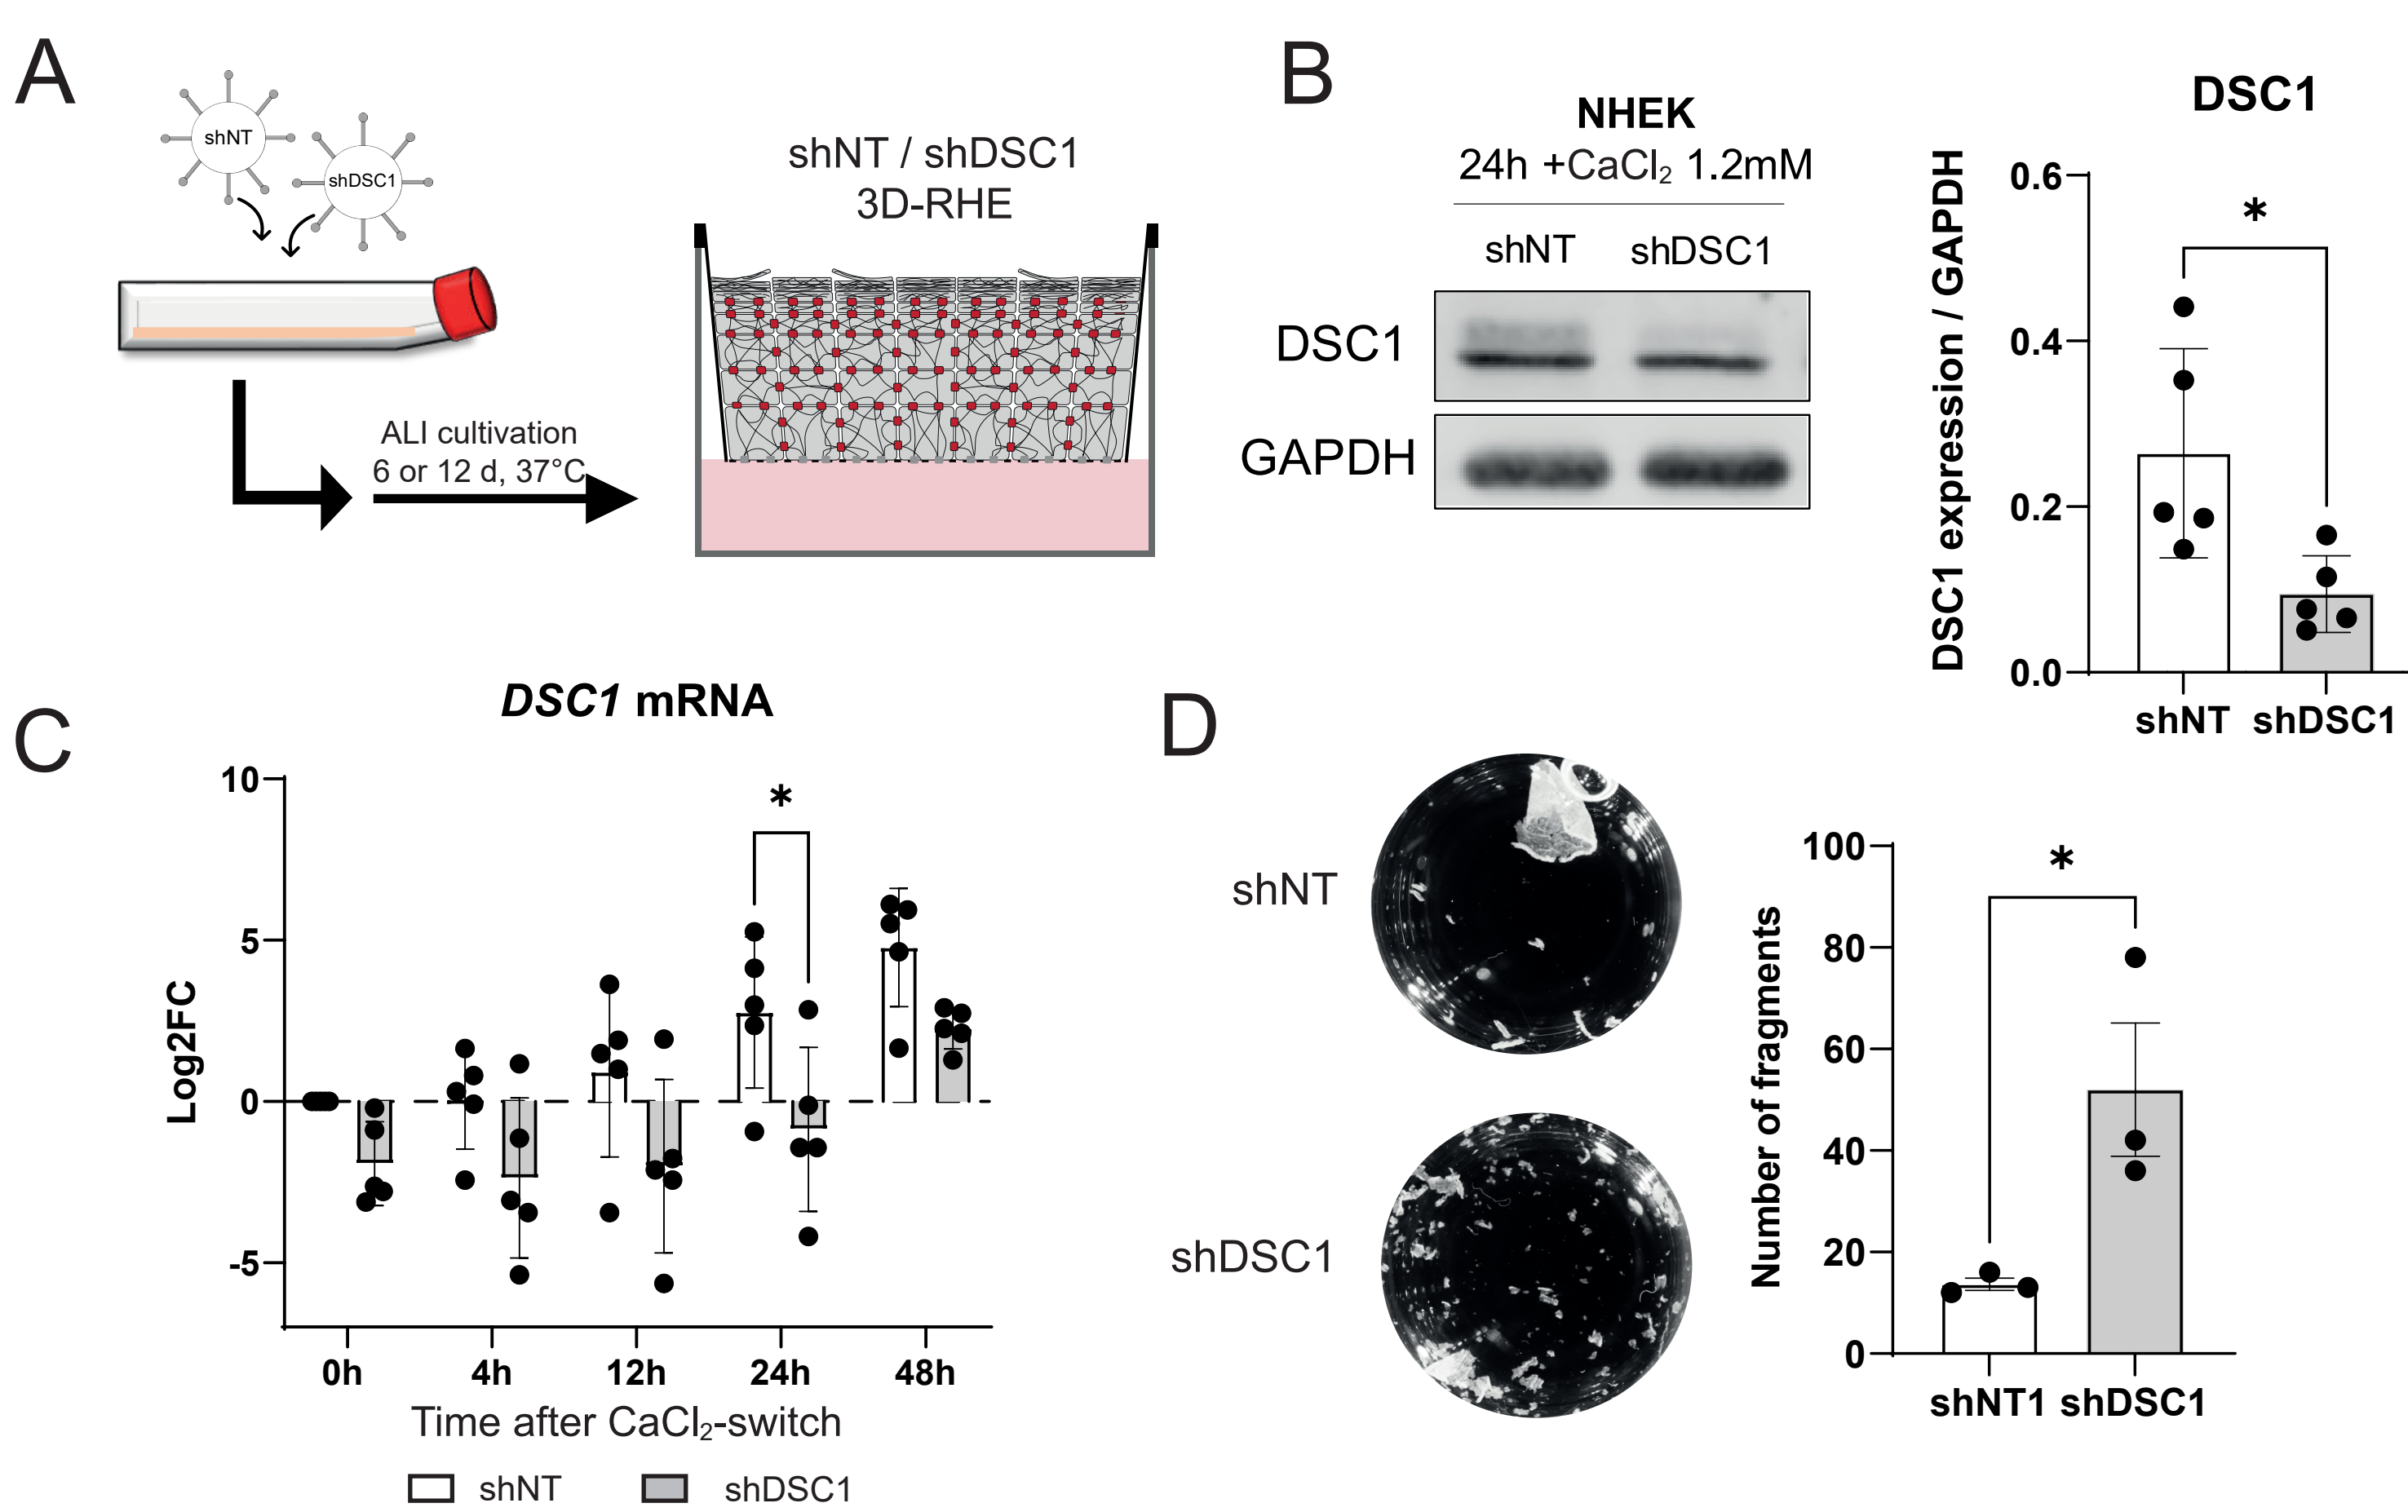 A
shNT
shDSC1
ALI cultivation
6 or 12 d, 37°C
shNT / shDSC1
3D-RHE
B
NHEK
24h +CaCl₂ 1.2mM
shNT shDSC1
DSC1
GAPDH
DSC1
DSC1 expression / GAPDH
0.6
*
0.4
0.2
0.0
shNT shDSC1
C
DSC1 mRNA
Log2FC
10
*
5
0
-5
0h 4h 12h 24h 48h
Time after CaCl₂-switch
shNT shDSC1
D
shNT
shDSC1
Number of fragments
100
*
80
60
40
20
0
shNT1 shDSC1